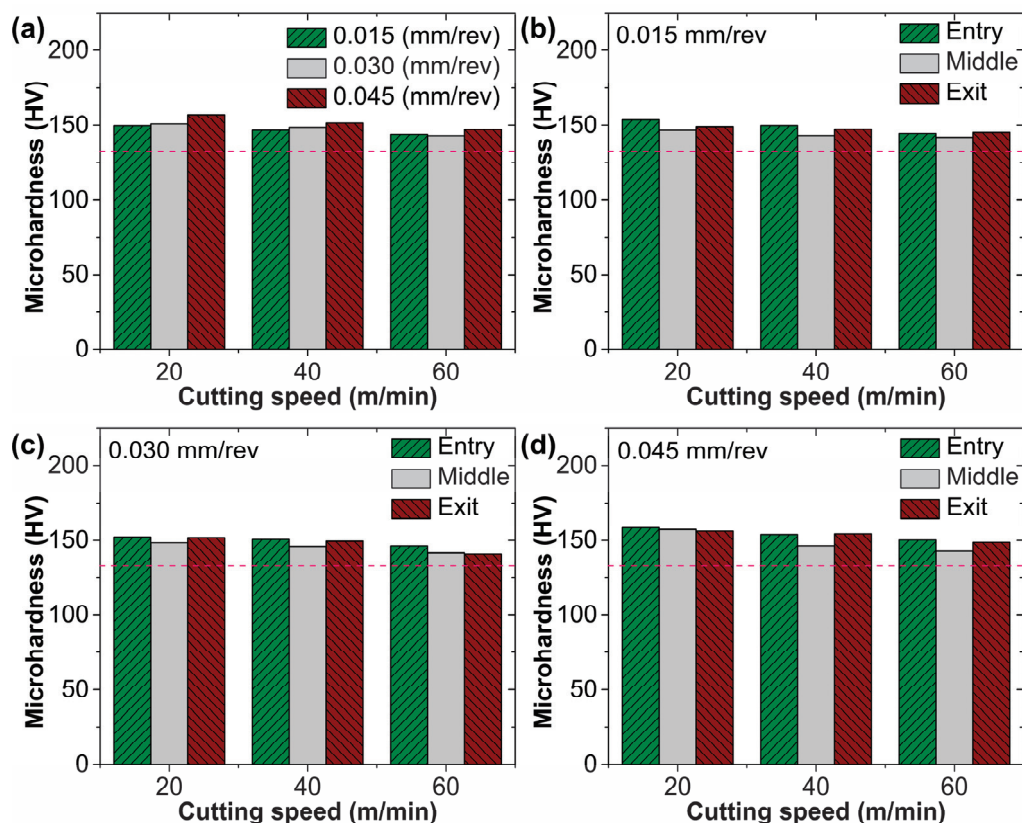 (a)
0.015 (mm/rev)
0.030 (mm/rev)
0.045 (mm/rev)
Microhardness (HV)
200
150
100
50
0
20
40
60
Cutting speed (m/min)
(b)
0.015 mm/rev
Entry
Middle
Exit
Microhardness (HV)
200
150
100
50
0
20
40
60
Cutting speed (m/min)
(c)
0.030 mm/rev
Entry
Middle
Exit
Microhardness (HV)
200
150
100
50
0
20
40
60
Cutting speed (m/min)
(d)
0.045 mm/rev
Entry
Middle
Exit
Microhardness (HV)
200
150
100
50
0
20
40
60
Cutting speed (m/min)